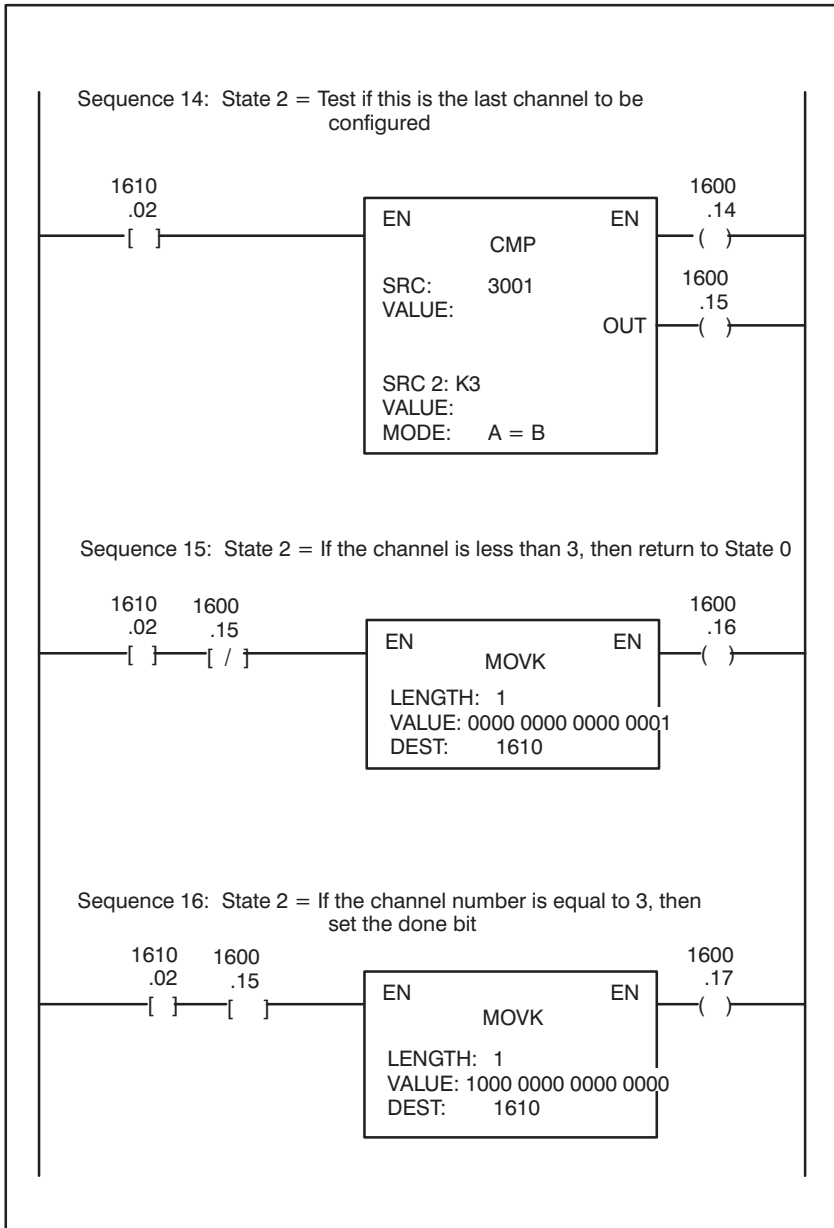 Sequence 14: State 2 = Test if this is the last channel to be
configured
1610
.02
[ ]
EN EN
CMP
SRC: 3001
VALUE:
OUT
SRC 2: K3
VALUE:
MODE: A = B
1600
.14
( )
1600
.15
( )
Sequence 15: State 2 = If the channel is less than 3, then return to State 0
1610 1600
.02 .15
[ ] [ / ]
EN EN
MOVK
LENGTH: 1
VALUE: 0000 0000 0000 0001
DEST: 1610
1600
.16
( )
Sequence 16: State 2 = If the channel number is equal to 3, then
set the done bit
1610 1600
.02 .15
[ ] [ ]
EN EN
MOVK
LENGTH: 1
VALUE: 1000 0000 0000 0000
DEST: 1610
1600
.17
( )